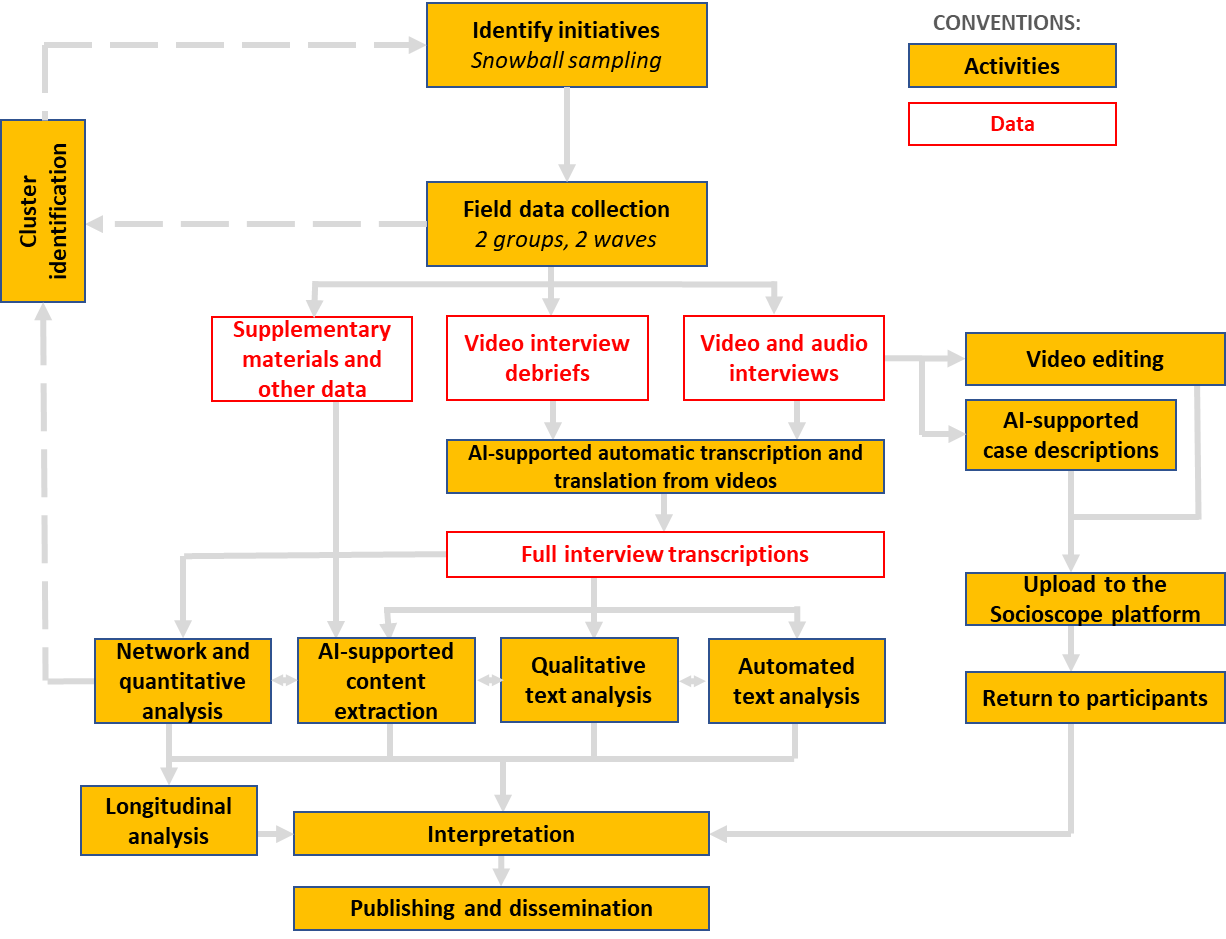 CONVENTIONS:
Activities
Data
Identify initiatives
Snowball sampling
Cluster
identification
Field data collection
2 groups, 2 waves
Supplementary
materials and
other data
Video interview
debriefs
Video and audio
interviews
Video editing
AI-supported
case descriptions
AI-supported automatic transcription and
translation from videos
Full interview transcriptions
Upload to the
Socioscope platform
Network and
quantitative
analysis
AI-supported
content
extraction
Qualitative
text analysis
Automated
text analysis
Return to participants
Longitudinal
analysis
Interpretation
Publishing and dissemination